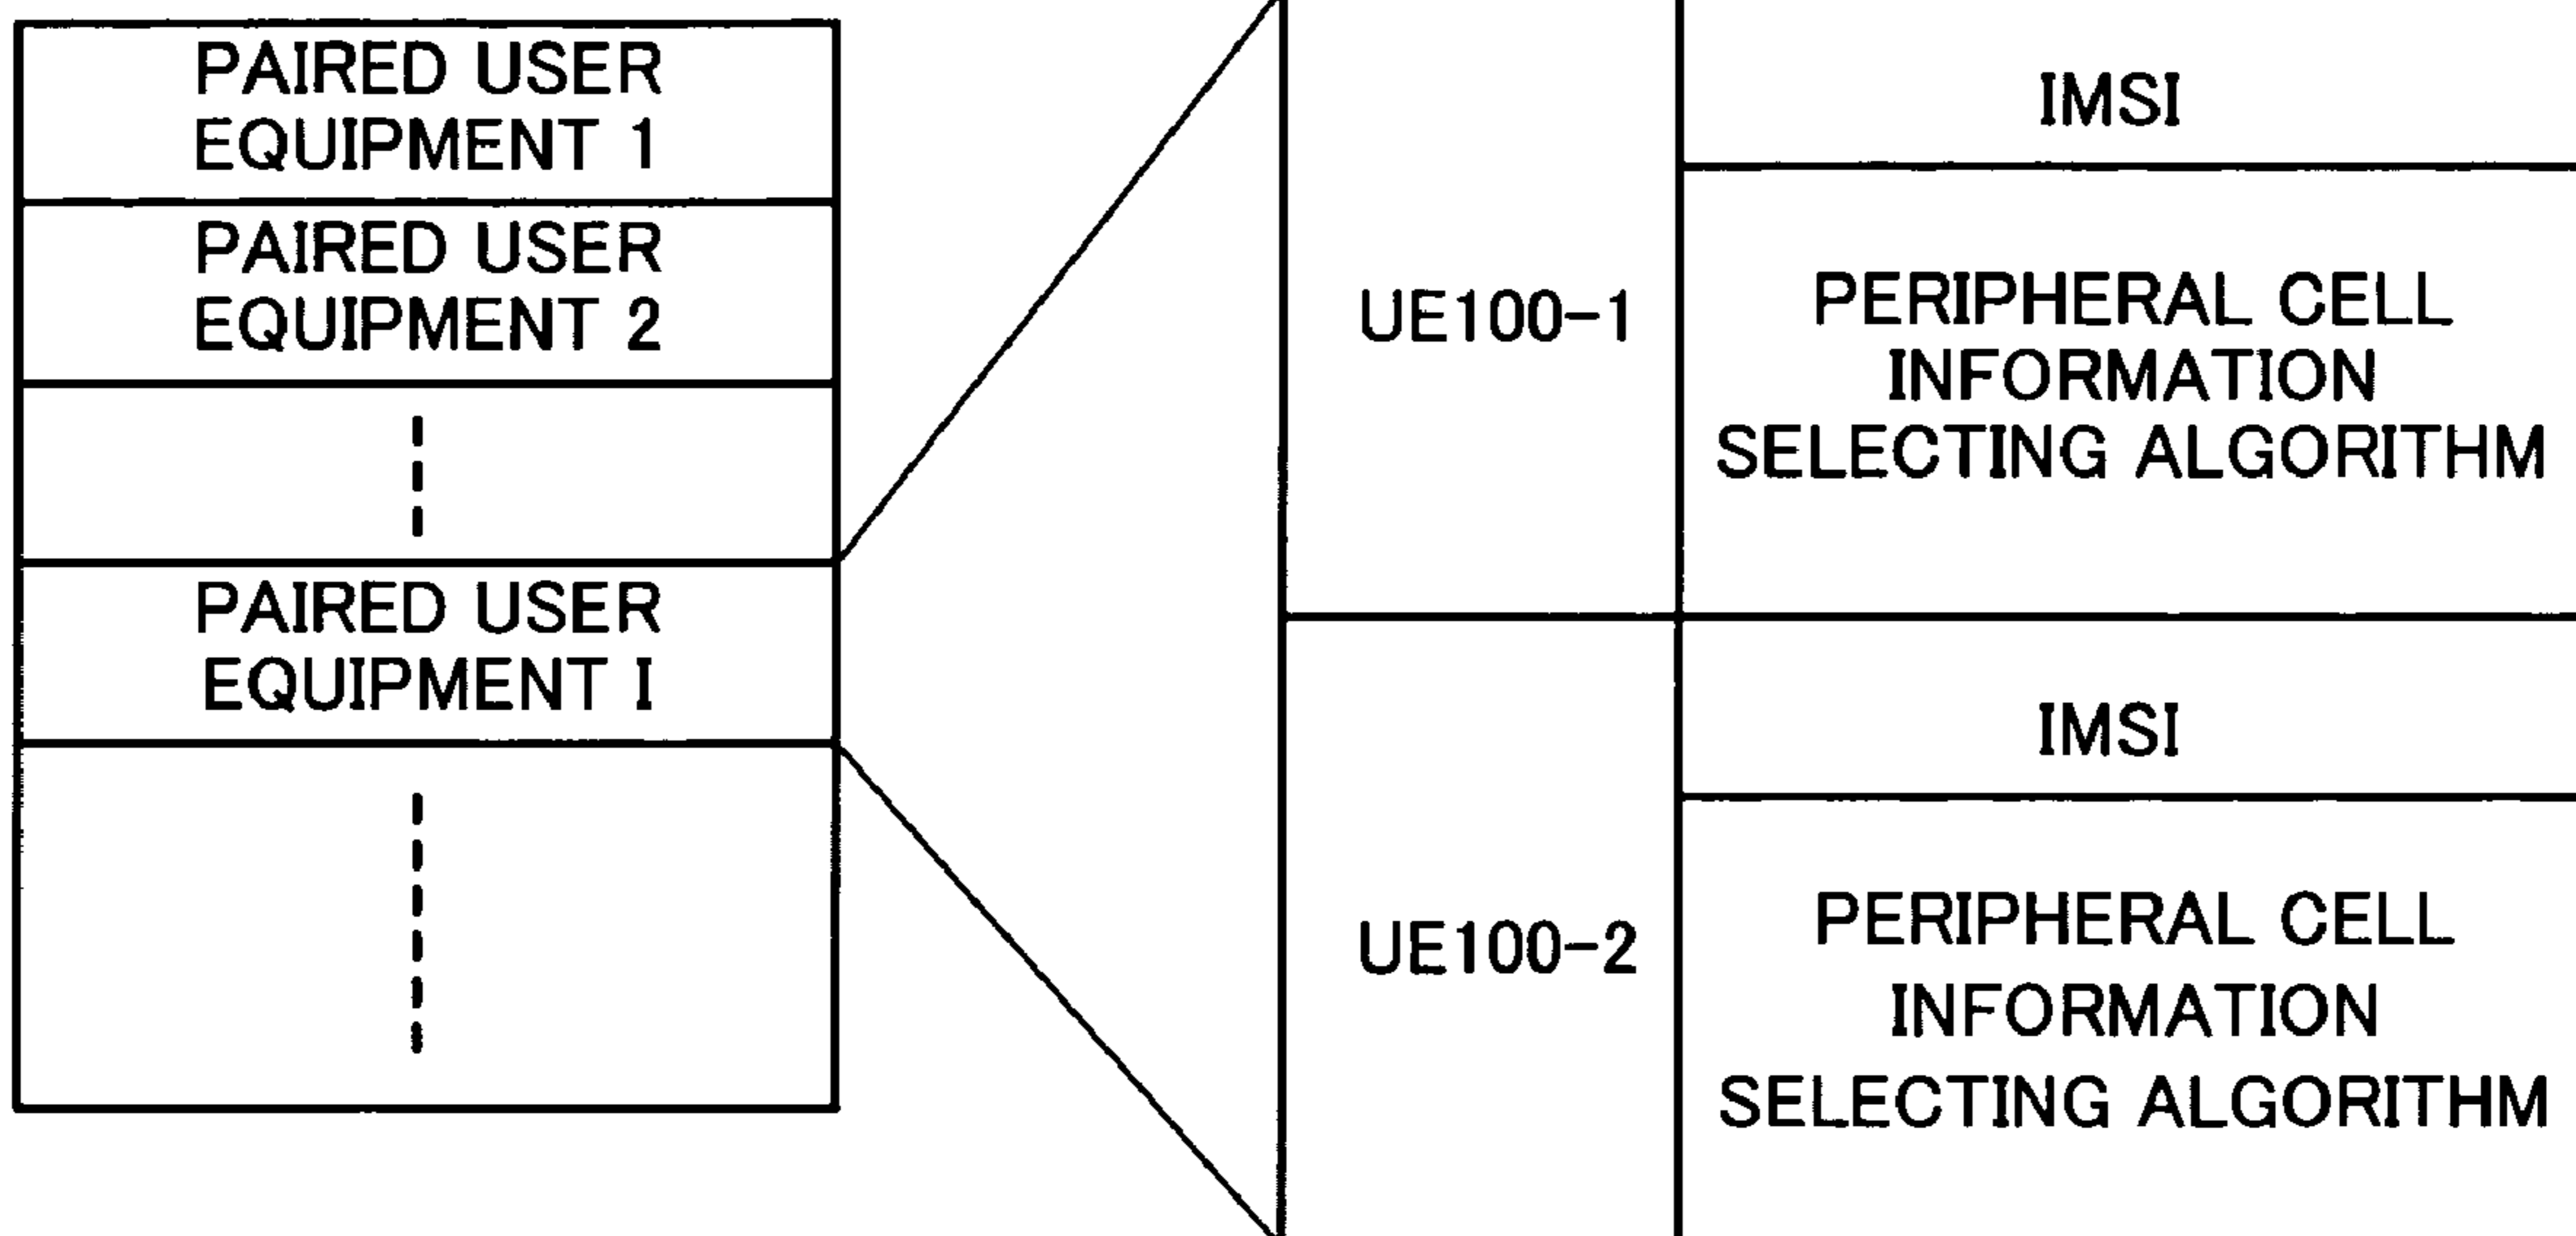 PAIRED USER
EQUIPMENT 1
PAIRED USER
EQUIPMENT 2
PAIRED USER
EQUIPMENT I
UE100-1
IMSI
PERIPHERAL CELL
INFORMATION
SELECTING ALGORITHM
UE100-2
IMSI
PERIPHERAL CELL
INFORMATION
SELECTING ALGORITHM